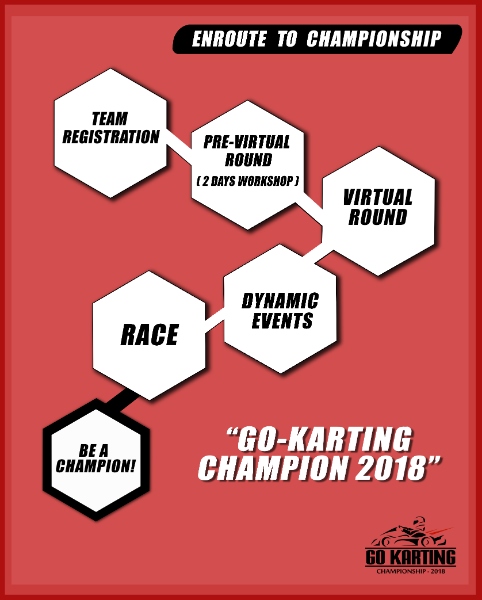 ENROUTE TO CHAMPIONSHIP
TEAM
REGISTRATION
PRE-VIRTUAL
ROUND
( 2 DAYS WORKSHOP )
VIRTUAL
ROUND
DYNAMIC
EVENTS
RACE
BE A
CHAMPION!
“GO-KARTING
CHAMPION 2018”
GO KARTING
CHAMPIONSHIP - 2018